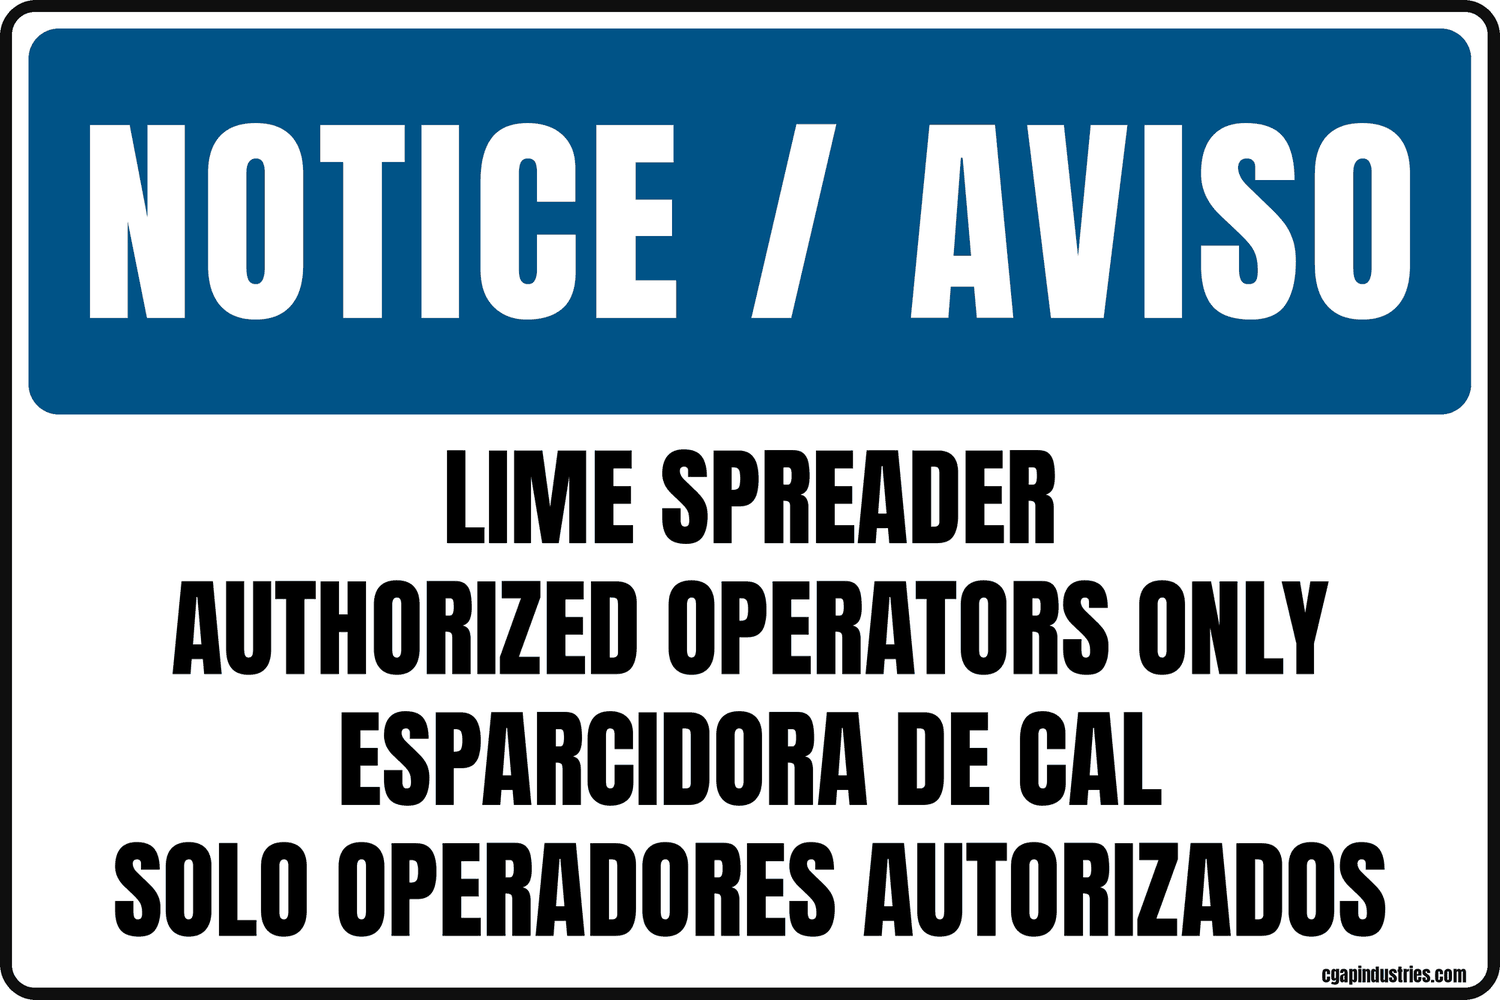 NOTICE / AVISO
LIME SPREADER
AUTHORIZED OPERATORS ONLY
ESPARCIDORA DE CAL
SOLO OPERADORES AUTORIZADOS
cgapindustries.com